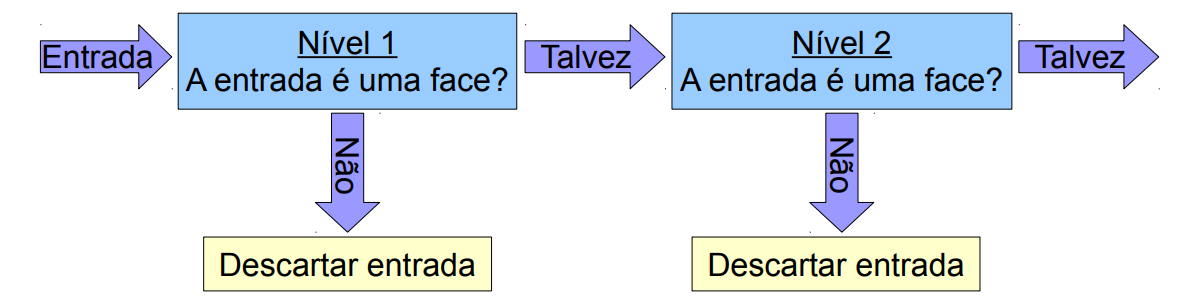 Entrada
Nível 1
A entrada é uma face?
Talvez
Nível 2
A entrada é uma face?
Talvez
Não
Não
Descartar entrada
Descartar entrada